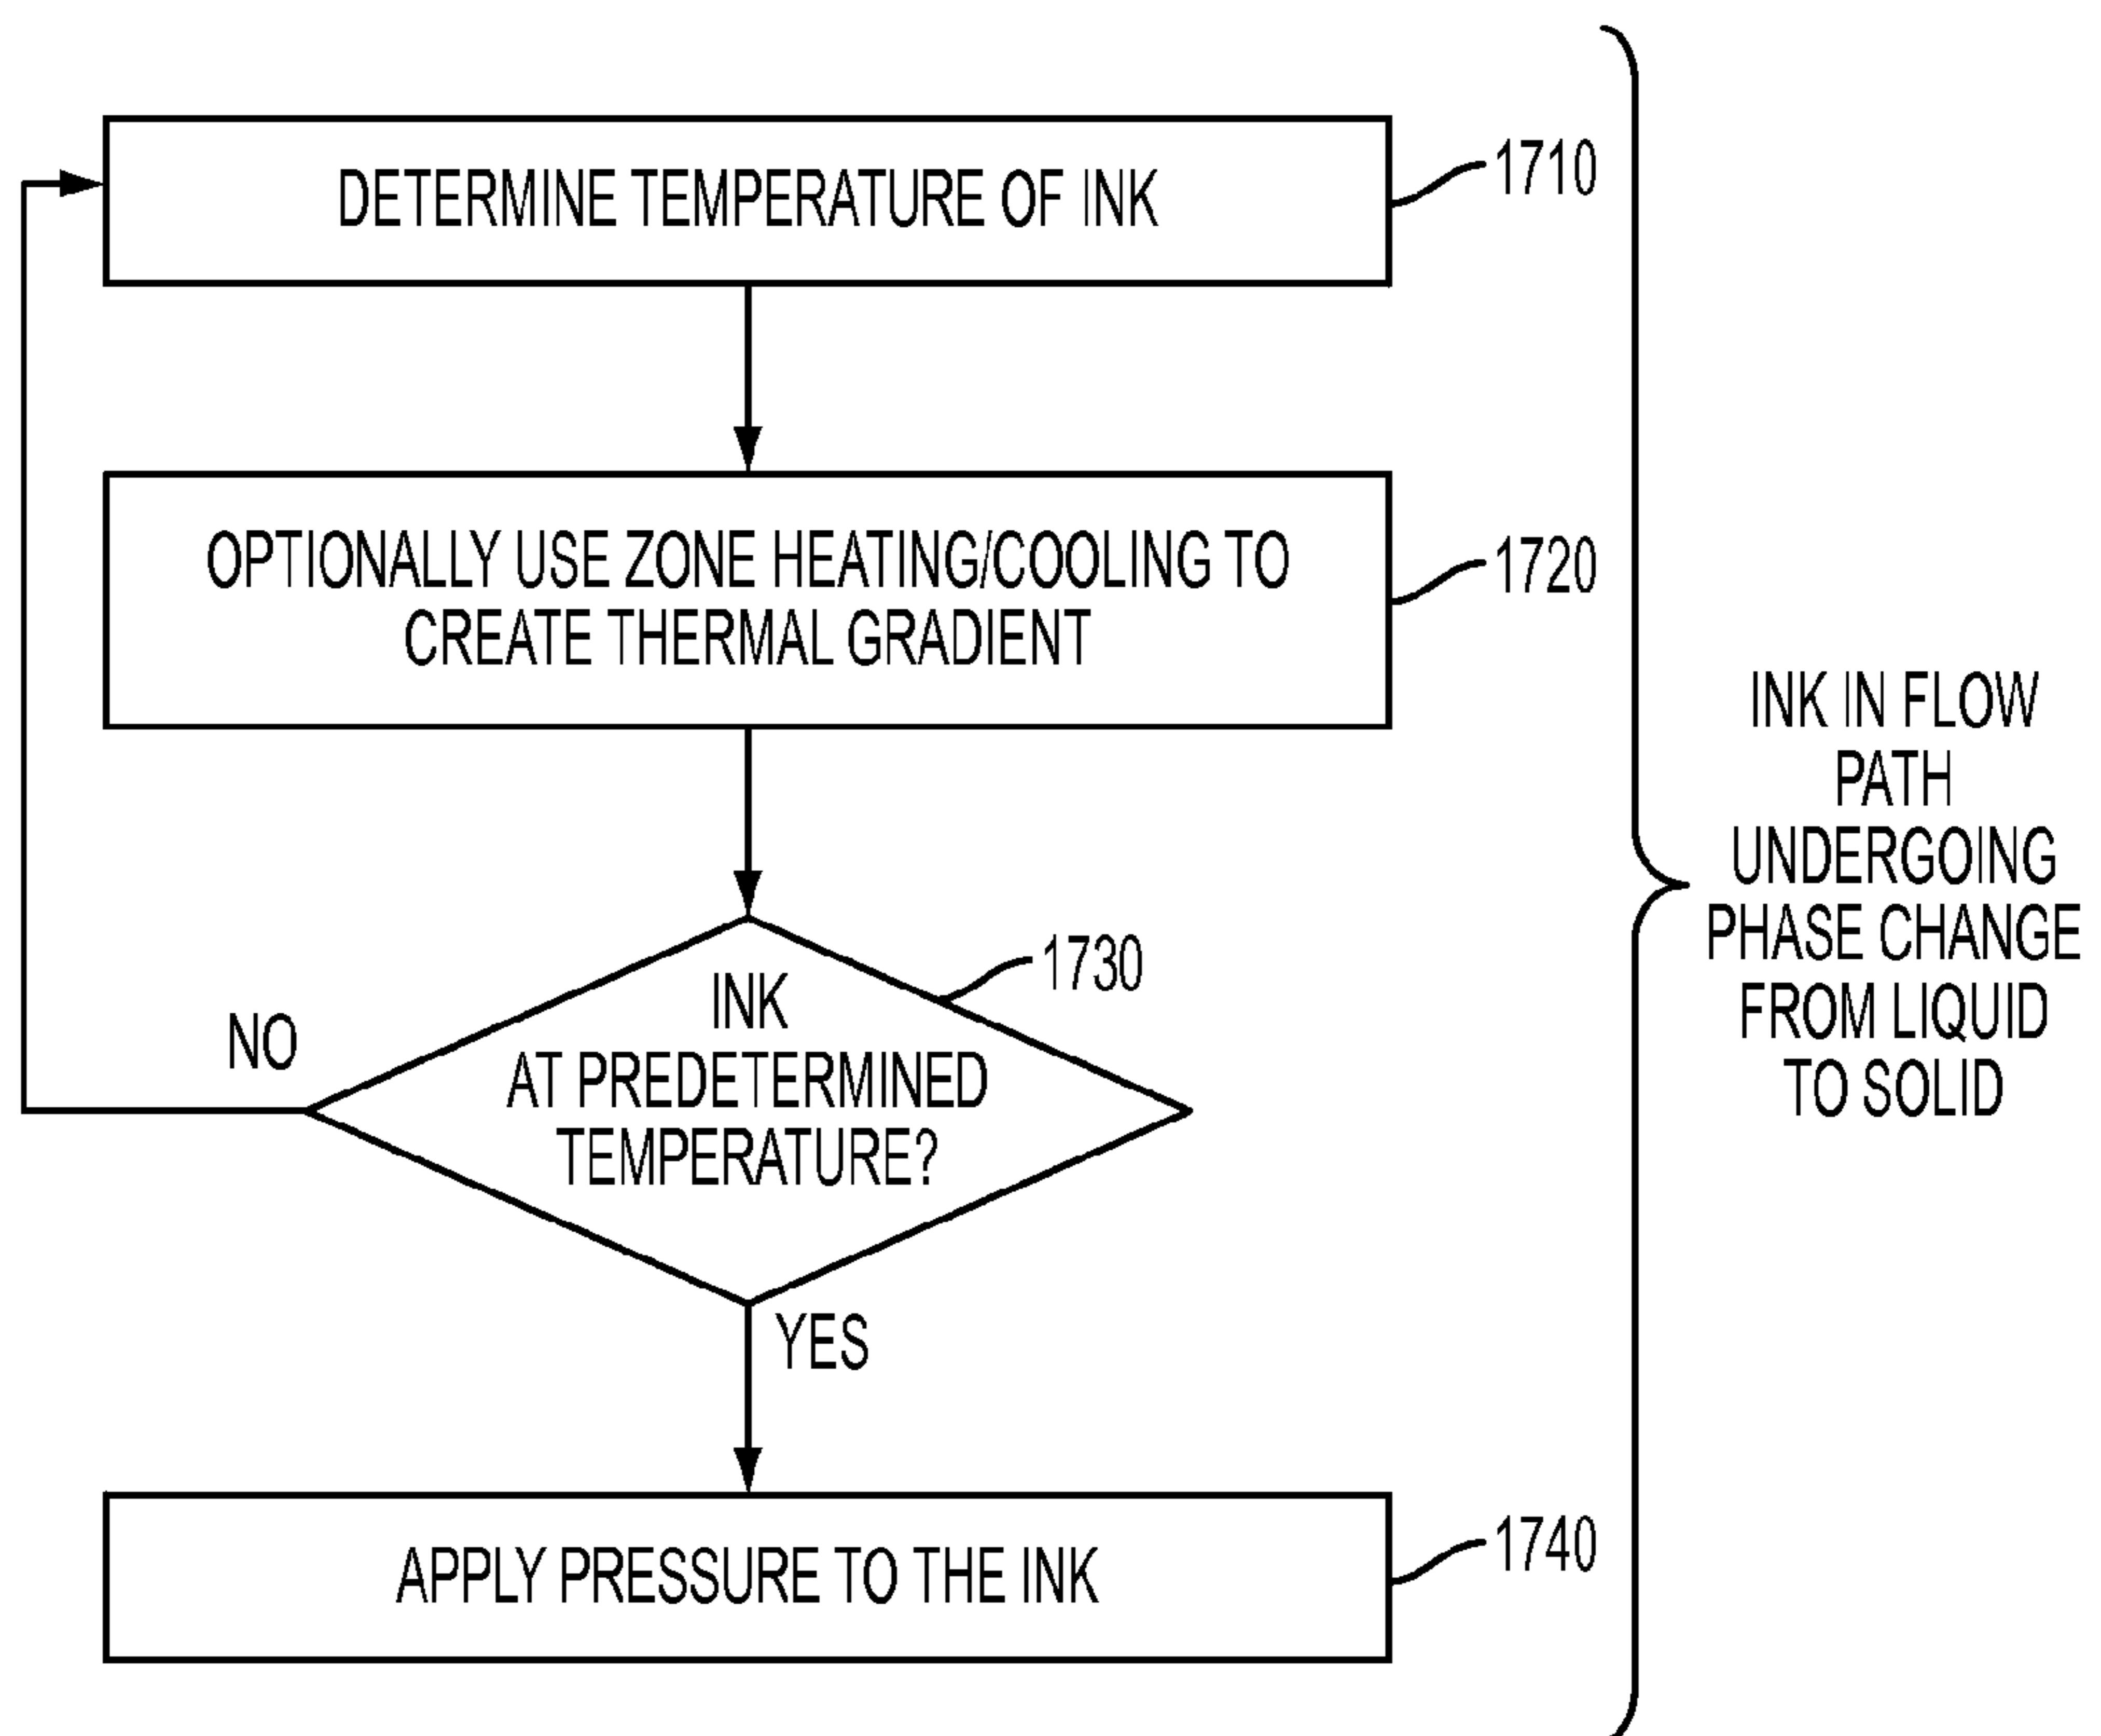 DETERMINE TEMPERATURE OF INK
1710
OPTIONALLY USE ZONE HEATING/COOLING TO
CREATE THERMAL GRADIENT
1720
INK
AT PREDETERMINED
TEMPERATURE?
1730
NO
YES
APPLY PRESSURE TO THE INK
1740
INK IN FLOW
PATH
UNDERGOING
PHASE CHANGE
FROM LIQUID
TO SOLID